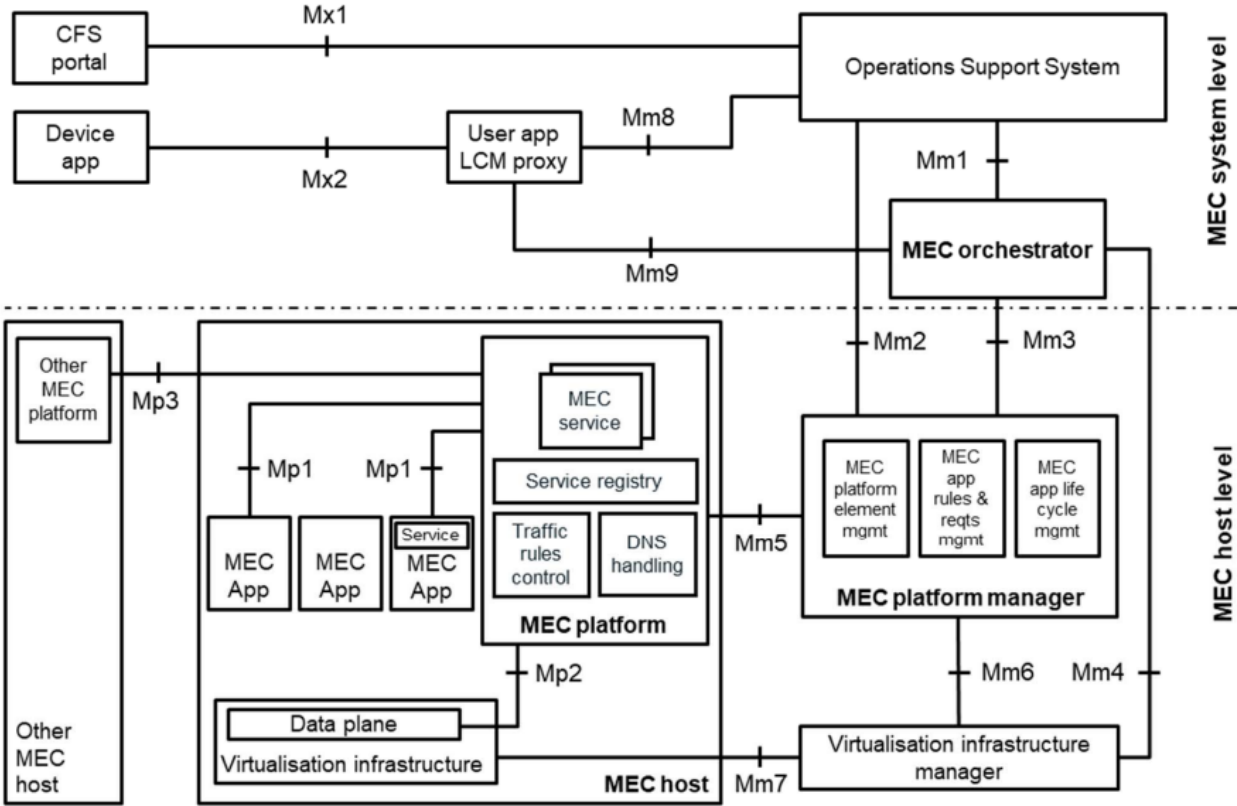 Mx1
CFS
portal
Operations Support System
Device
app
User app
LCM proxy
Mm8
Mx2
Mm1
MEC orchestrator
Mm9
MEC system level
Mm2
Mm3
Other
MEC
platform
Mp3
MEC
service
Mp1
Mp1
Service registry
MEC
platform
element
mgmt
MEC
app
rules &
reqts
mgmt
MEC
app life
cycle
mgmt
MEC
App
MEC
App
Service
MEC
App
Traffic
rules
control
DNS
handling
Mm5
MEC platform
MEC platform manager
MEC host level
Mp2
Mm6
Mm4
Data plane
Virtualisation infrastructure
Other
MEC
host
MEC host
Mm7
Virtualisation infrastructure
manager